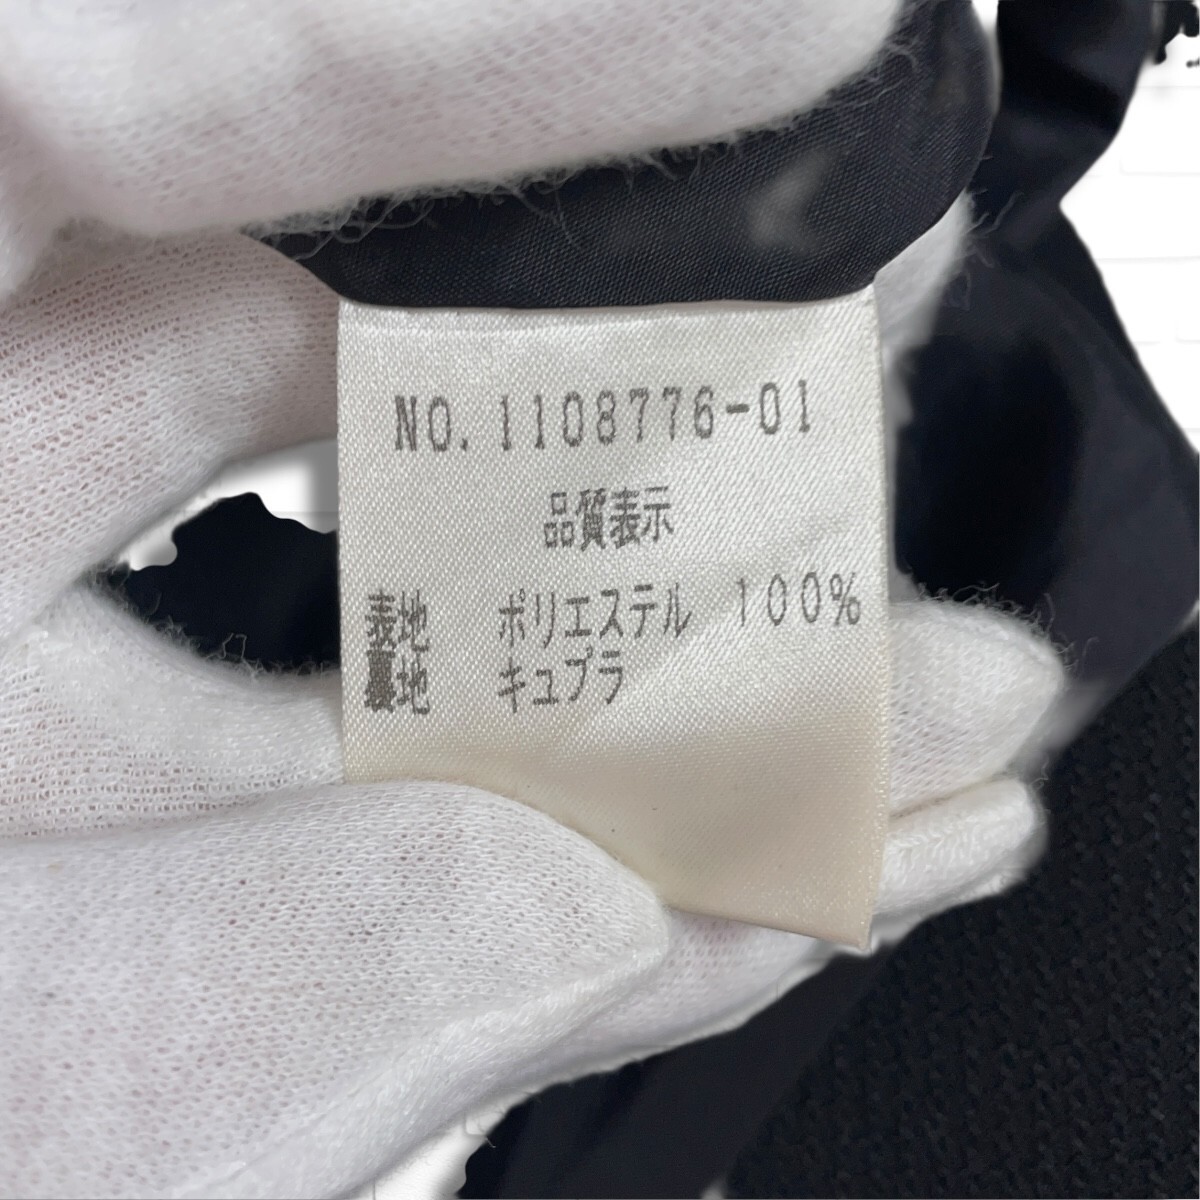 NO. 1108776-01
品質表示
表地 ポリエステル 100%
裏地 キュプラ